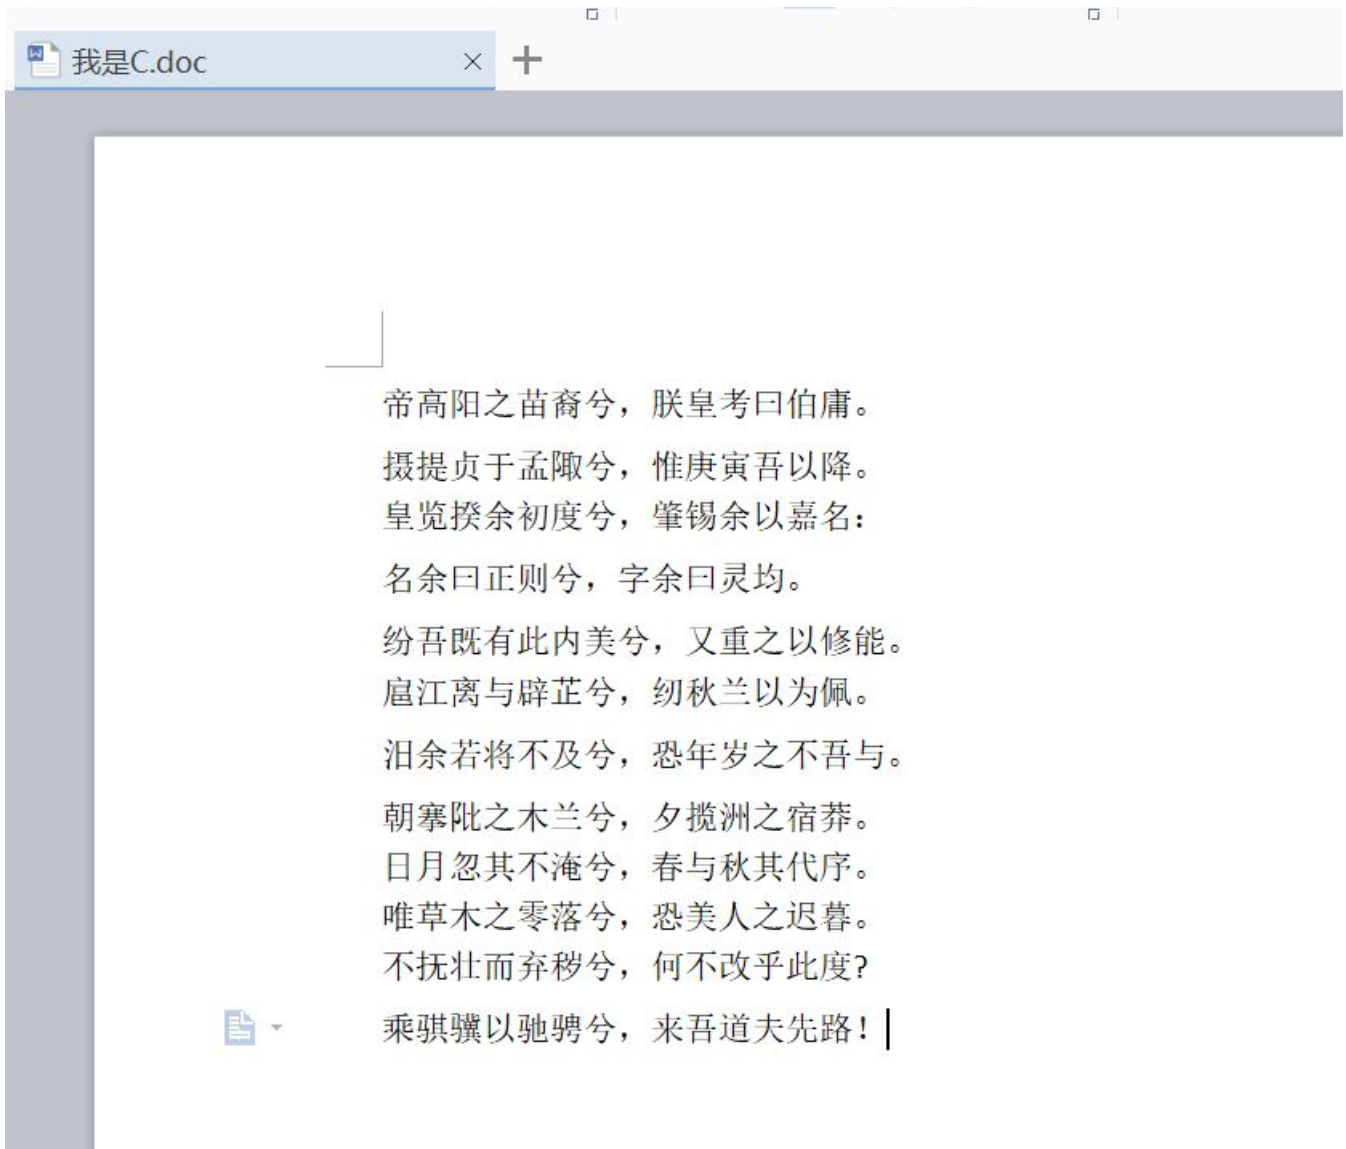 我是C.doc
帝高阳之苗裔兮，朕皇考曰伯庸。
摄提贞于孟陬兮，惟庚寅吾以降。
皇览揆余初度兮，肇锡余以嘉名：
名余曰正则兮，字余曰灵均。
纷吾既有此内美兮，又重之以修能。
扈江离与辟芷兮，纫秋兰以为佩。
汨余若将不及兮，恐年岁之不吾与。
朝搴阰之木兰兮，夕揽洲之宿莽。
日月忽其不淹兮，春与秋其代序。
唯草木之零落兮，恐美人之迟暮。
不抚壮而弃秽兮，何不改乎此度?
乘骐骥以驰骋兮，来吾道夫先路！